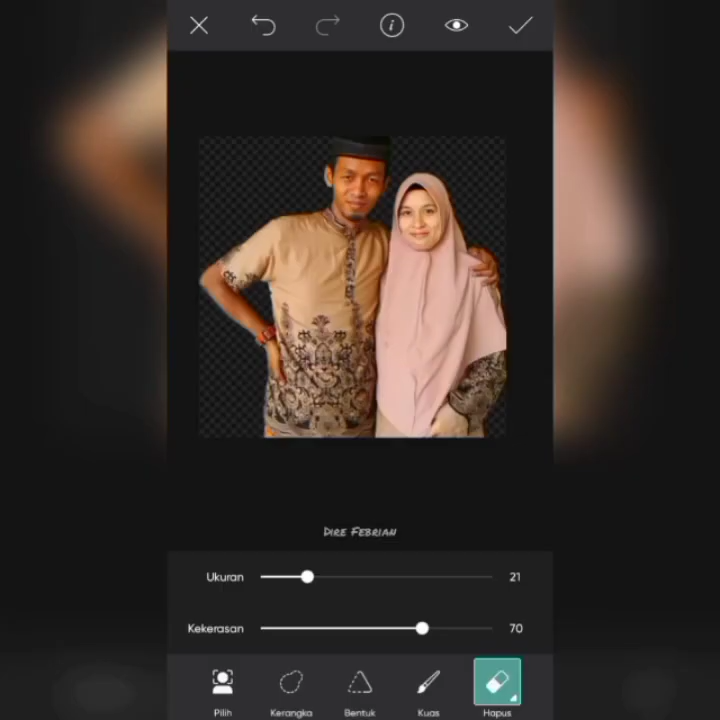 DIRE FEBRIAN
Ukuran 21
Kekerasan 70
Pilih Kerangka Bentuk Kuas Hapus